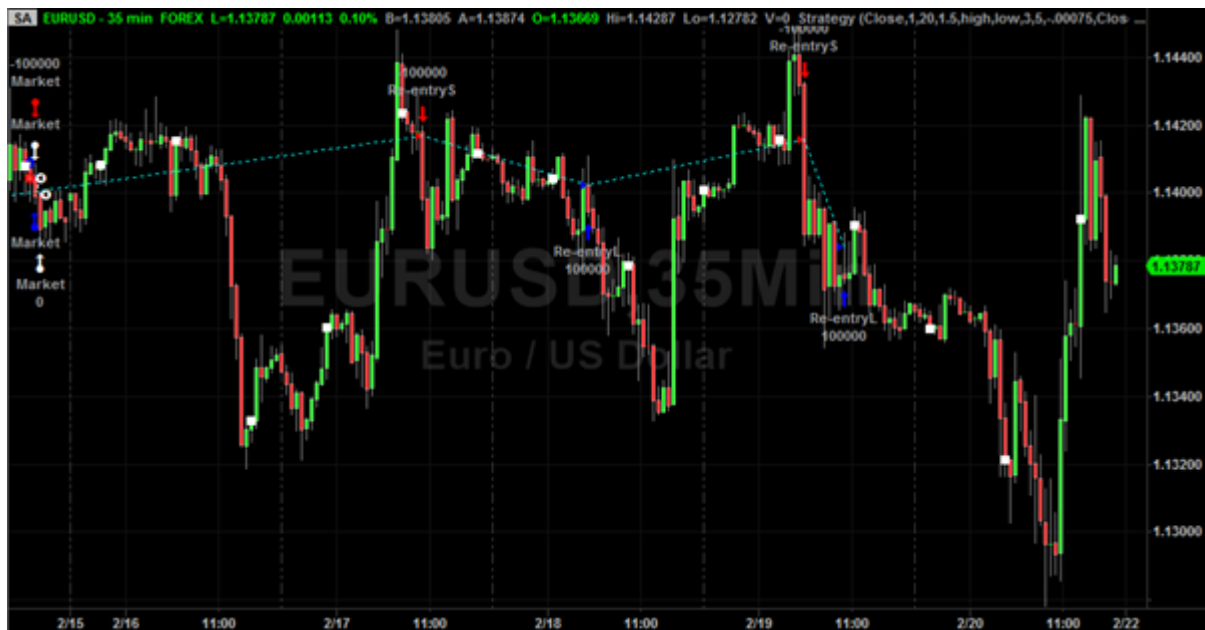 SA EURUSD - 35 min FOREX L=1.13787 0.00113 0.10% B=1.13805 A=1.13874 O=1.13669 Hi=1.14287 Lo=1.12782 V=0 Strategy (Close,1,20,1.5,high,low,3,5,-.00075,Clos ...
-100000
Market
Market
Market
Market
0
-100000
Re-entryS
-100000
Re-entryS
Re-entryL
100000
Re-entryL
100000
EURUSD 35Min
Euro / US Dollar
1.14400
1.14200
1.14000
1.13787
1.13600
1.13400
1.13200
1.13000
2/15 2/16 11:00 2/17 11:00 2/18 11:00 2/19 11:00 2/20 11:00 2/22